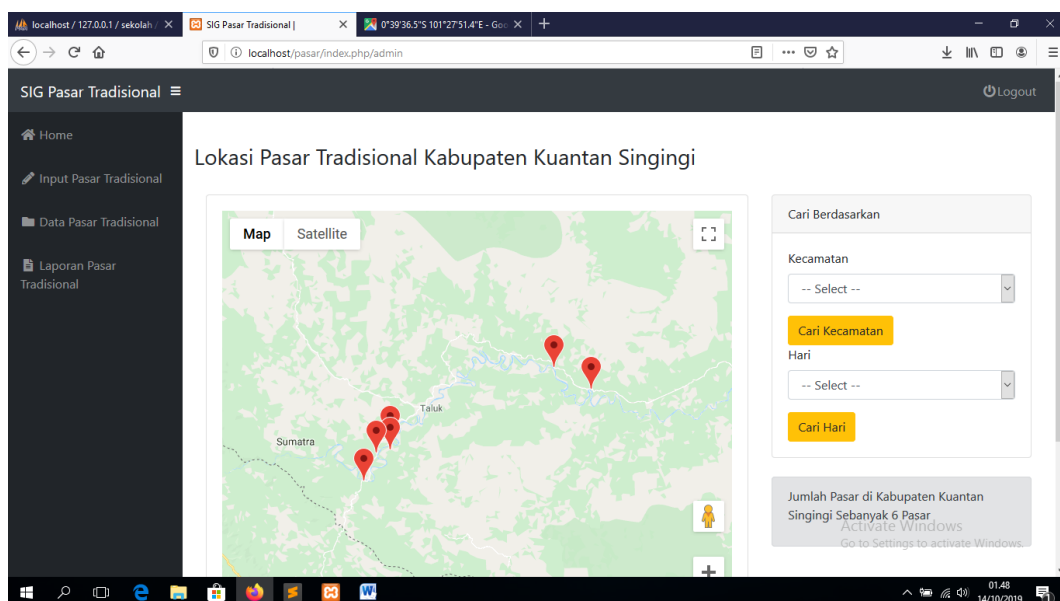 localhost / 127.0.0.1 / sekolah /
SIG Pasar Tradisional |
0°39'36.5"S 101°27'51.4"E - Goo
localhost/pasar/index.php/admin
SIG Pasar Tradisional
Logout
Home
Input Pasar Tradisional
Data Pasar Tradisional
Laporan Pasar
Tradisional
Lokasi Pasar Tradisional Kabupaten Kuantan Singingi
Map Satellite
Taluk
Sumatra
Cari Berdasarkan
Kecamatan
-- Select --
Cari Kecamatan
Hari
-- Select --
Cari Hari
Jumlah Pasar di Kabupaten Kuantan
Singingi Sebanyak 6 Pasar
Activate Windows
Go to Settings to activate Windows.
01.48
14/10/2019